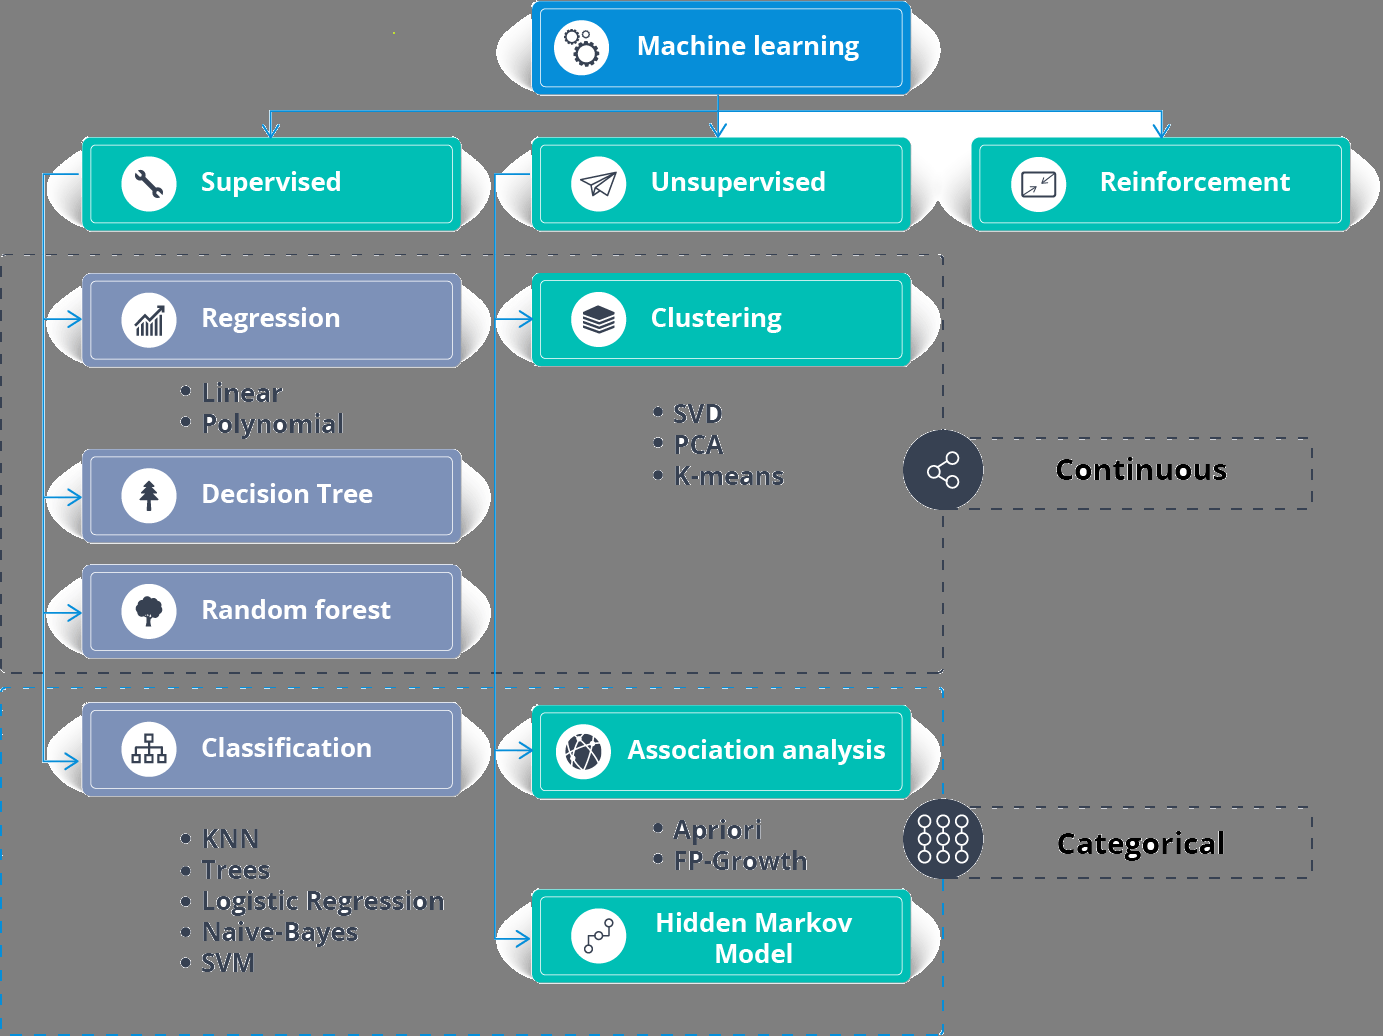 Machine learning
Supervised
Unsupervised
Reinforcement
Regression
• Linear
• Polynomial
Decision Tree
Random forest
Clustering
• SVD
• PCA
• K-means
Continuous
Classification
• KNN
• Trees
• Logistic Regression
• Naive-Bayes
• SVM
Association analysis
• Apriori
• FP-Growth
Hidden Markov
Model
Categorical